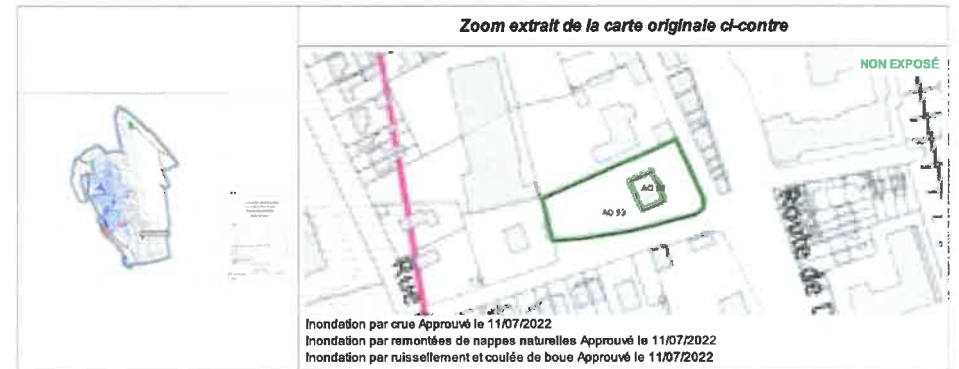 Zoom extrait de la carte originale ci-contre
NON EXPOSÉ
AO
AO 53
Rue
Route de
Inondation par crue Approuvé le 11/07/2022
Inondation par remontées de nappes naturelles Approuvé le 11/07/2022
Inondation par ruissellement et coulée de boue Approuvé le 11/07/2022